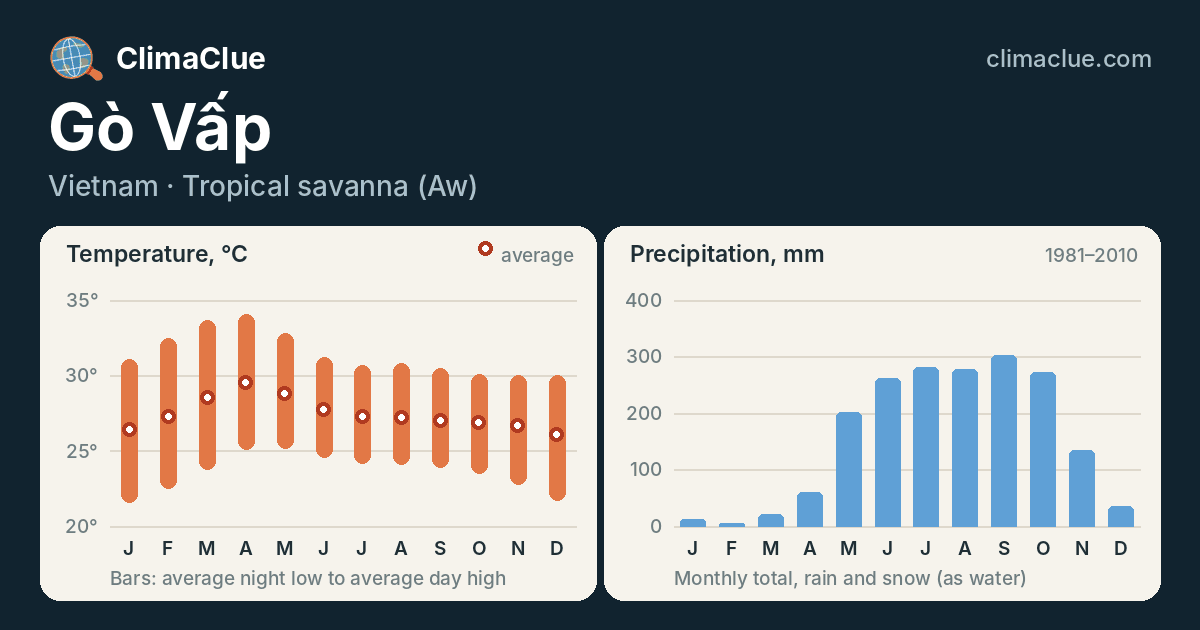 ClimaClue
climaclue.com
Gò Vấp
Vietnam · Tropical savanna (Aw)
Temperature, °C
average
35°
30°
25°
20°
J F M A M J J A S O N D
Bars: average night low to average day high
Precipitation, mm
1981–2010
400
300
200
100
0
J F M A M J J A S O N D
Monthly total, rain and snow (as water)